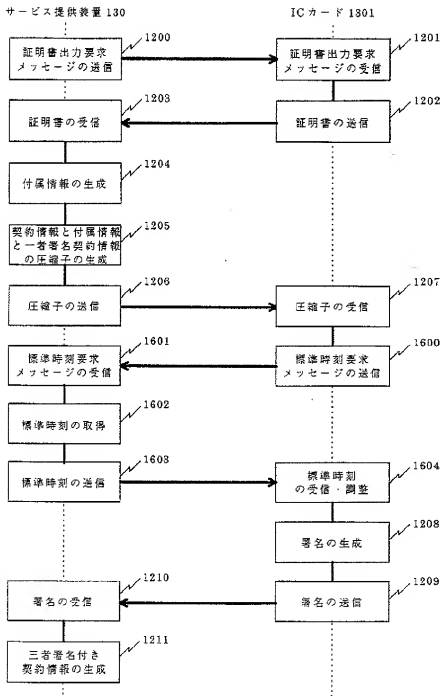 サービス提供装置130
ICカード1301
1200
証明書出力要求
メッセージの送信
1201
証明書出力要求
メッセージの受信
1203
証明書の受信
1202
証明書の送信
1204
付属情報の生成
1205
契約情報と付属情報
と一者署名契約情報
の圧縮子の生成
1206
圧縮子の送信
1207
圧縮子の受信
1601
標準時刻要求
メッセージの受信
1600
標準時刻要求
メッセージの送信
1602
標準時刻の取得
1603
標準時刻の送信
1604
標準時刻
の受信・調整
1208
署名の生成
1210
署名の受信
1209
署名の送信
1211
三者署名付き
契約情報の生成